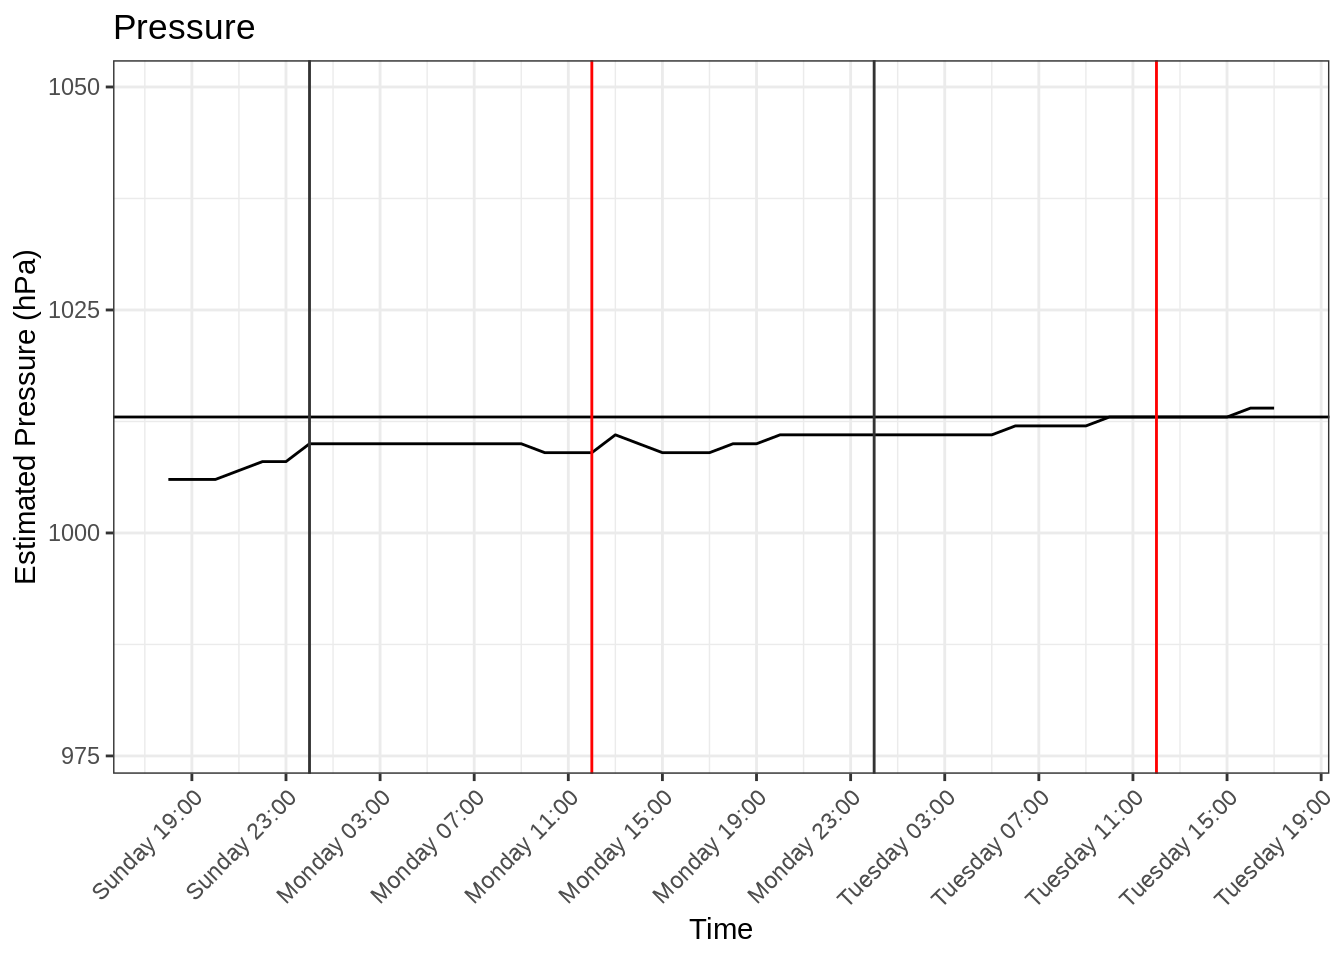 Pressure
Estimated Pressure (hPa)
1050
1025
1000
975
Sunday 19:00
Sunday 23:00
Monday 03:00
Monday 07:00
Monday 11:00
Monday 15:00
Monday 19:00
Monday 23:00
Tuesday 03:00
Tuesday 07:00
Tuesday 11:00
Tuesday 15:00
Tuesday 19:00
Time